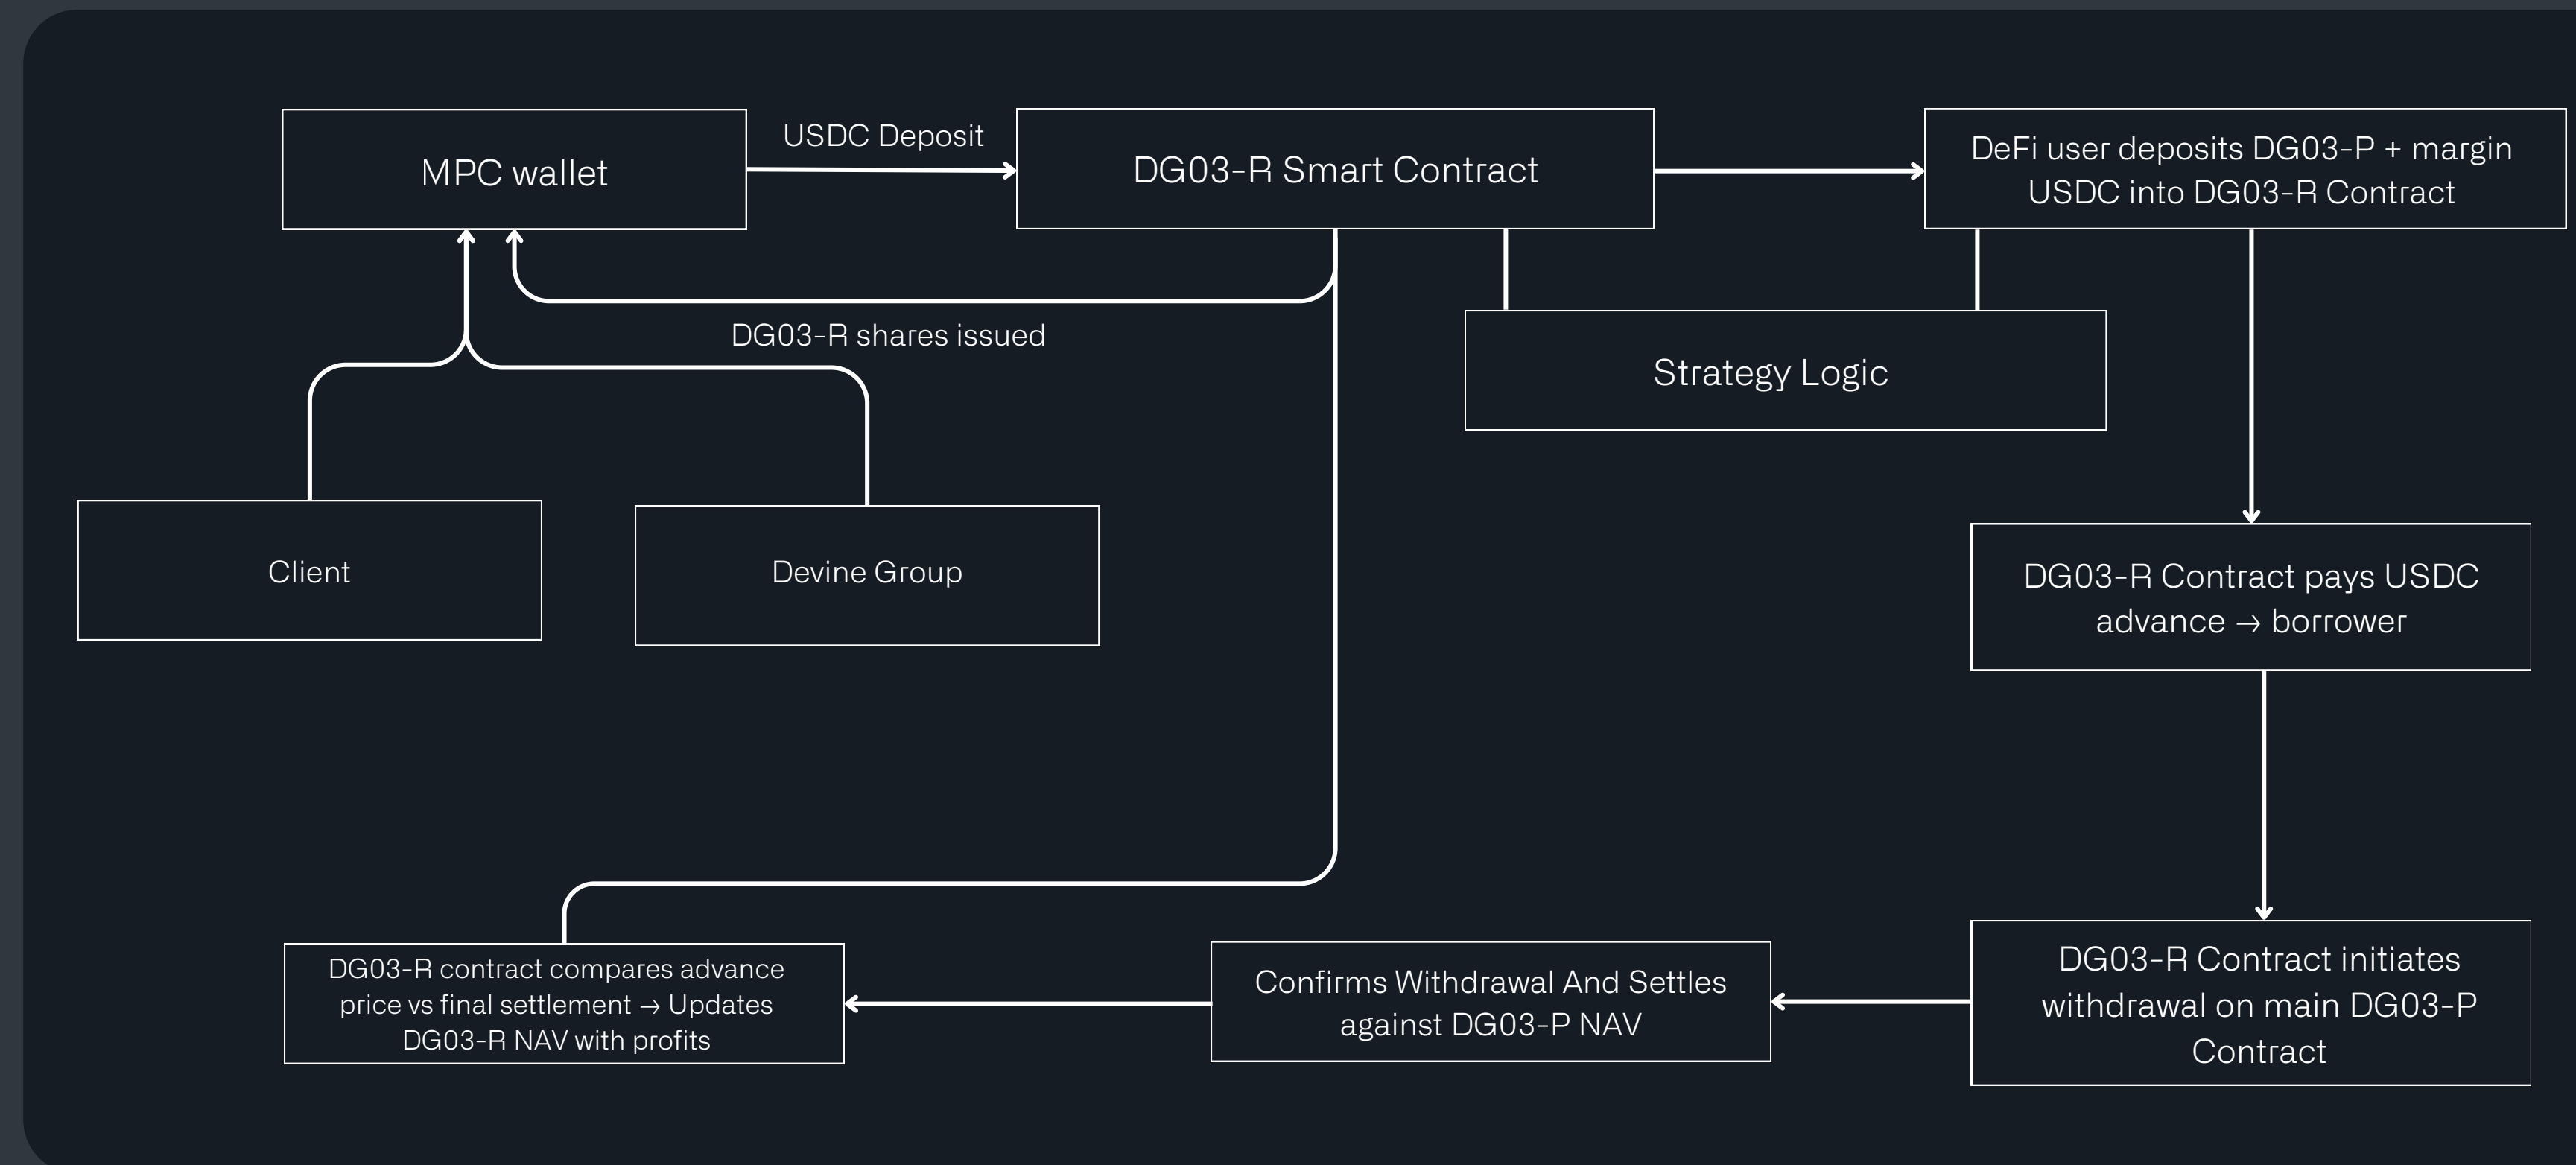 MPC wallet
USDC Deposit
DG03-R Smart Contract
DeFi user deposits DG03-P + margin
USDC into DG03-R Contract
DG03-R shares issued
Strategy Logic
Client
Devine Group
DG03-R Contract pays USDC
advance → borrower
DG03-R contract compares advance
price vs final settlement → Updates
DG03-R NAV with profits
Confirms Withdrawal And Settles
against DG03-P NAV
DG03-R Contract initiates
withdrawal on main DG03-P
Contract